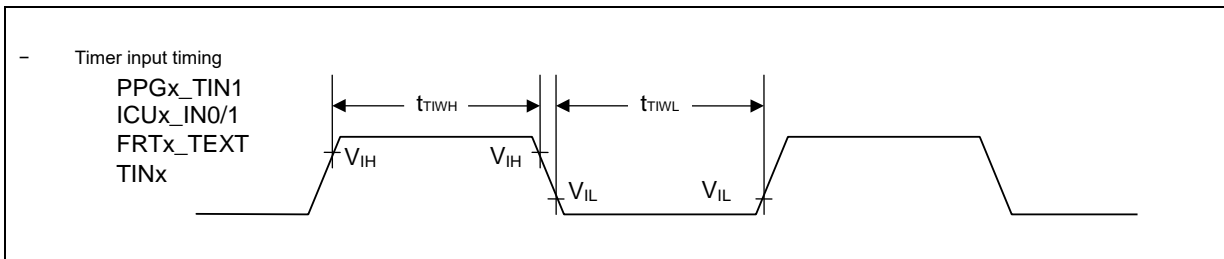 – Timer input timing
PPGx_TIN1
ICUx_IN0/1
FRTx_TEXT
TINx
tTIWH
tTIWL
VIH
VIH
VIL
VIL